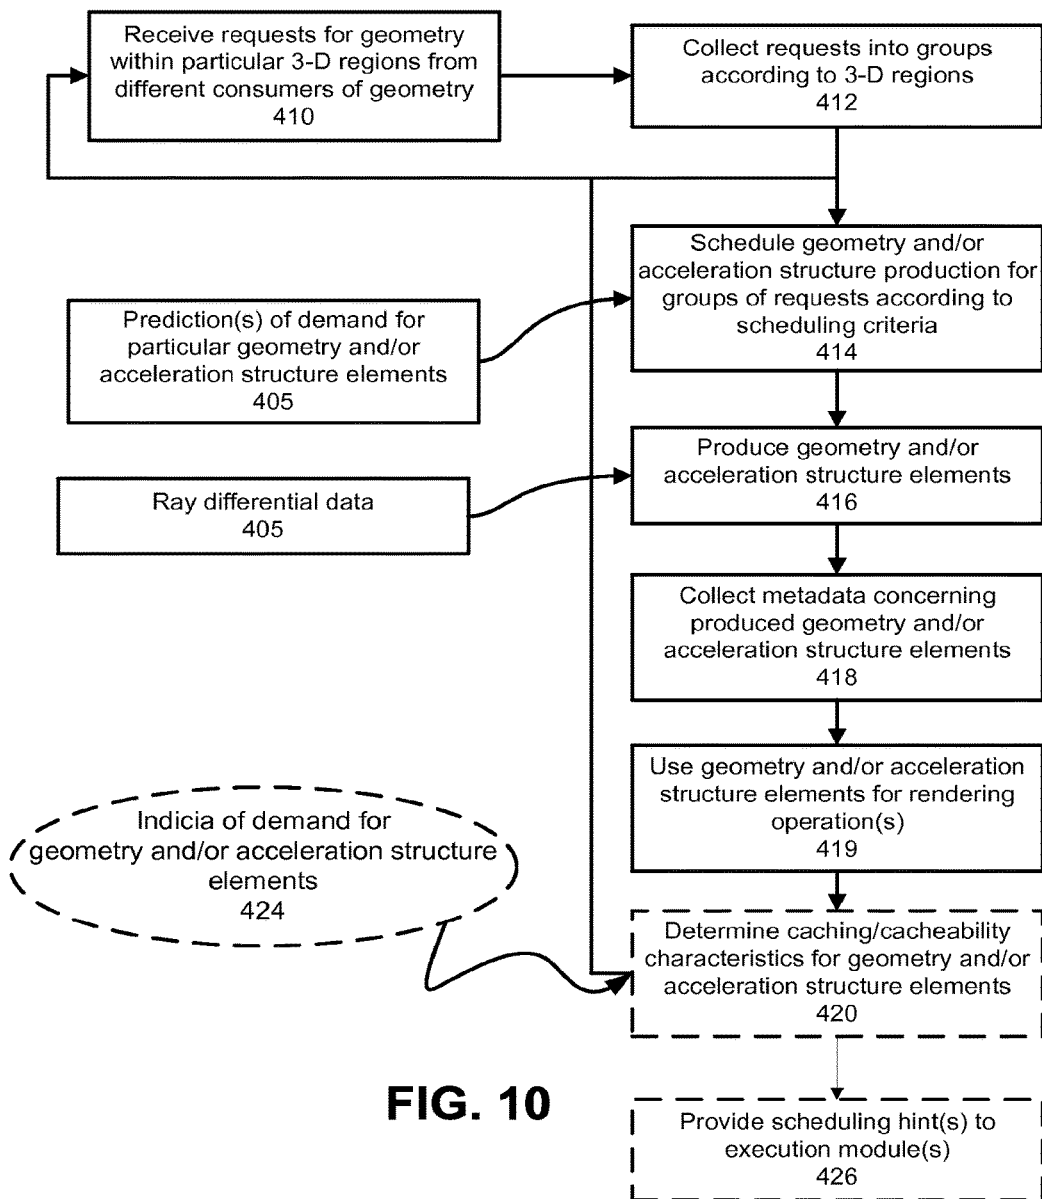 Receive requests for geometry
within particular 3-D regions from
different consumers of geometry
410
Collect requests into groups
according to 3-D regions
412
Schedule geometry and/or
acceleration structure production for
groups of requests according to
scheduling criteria
414
Prediction(s) of demand for
particular geometry and/or
acceleration structure elements
405
Produce geometry and/or
acceleration structure elements
416
Ray differential data
405
Collect metadata concerning
produced geometry and/or
acceleration structure elements
418
Use geometry and/or acceleration
structure elements for rendering
operation(s)
419
Indicia of demand for
geometry and/or acceleration structure
elements
424
Determine caching/cacheability
characteristics for geometry and/or
acceleration structure elements
420
FIG. 10
Provide scheduling hint(s) to
execution module(s)
426